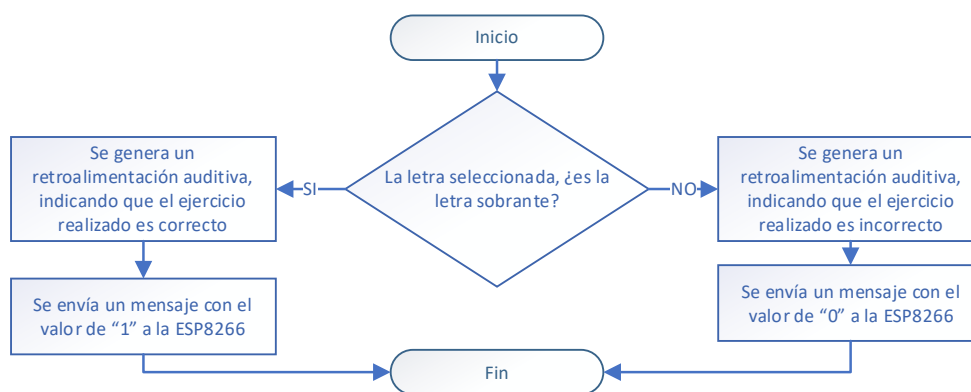 Inicio
La letra seleccionada, ¿es la
letra sobrante?
SI
NO
Se genera un
retroalimentación auditiva,
indicando que el ejercicio
realizado es correcto
Se genera un
retroalimentación auditiva,
indicando que el ejercicio
realizado es incorrecto
Se envía un mensaje con el
valor de “1” a la ESP8266
Se envía un mensaje con el
valor de “0” a la ESP8266
Fin